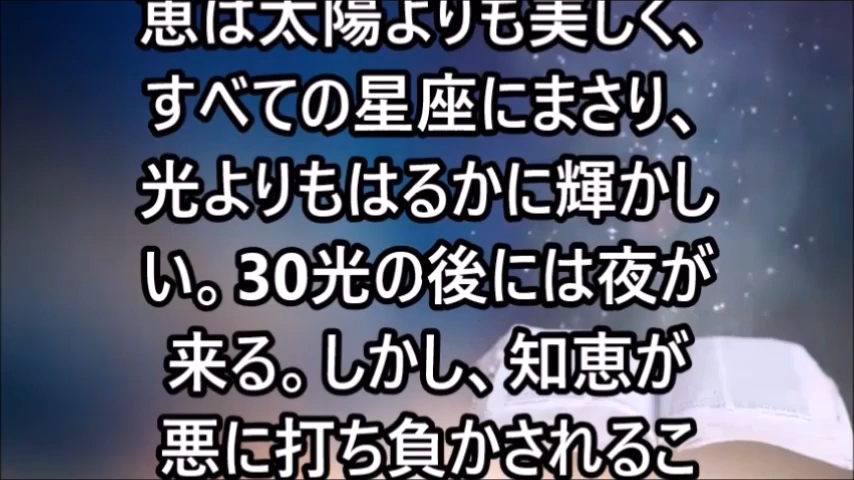 恵は太陽よりも美しく、
すべての星座にまさり、
光よりもはるかに輝かし
い。30光の後には夜が
来る。しかし、知恵が
悪に打ち負かされるこ